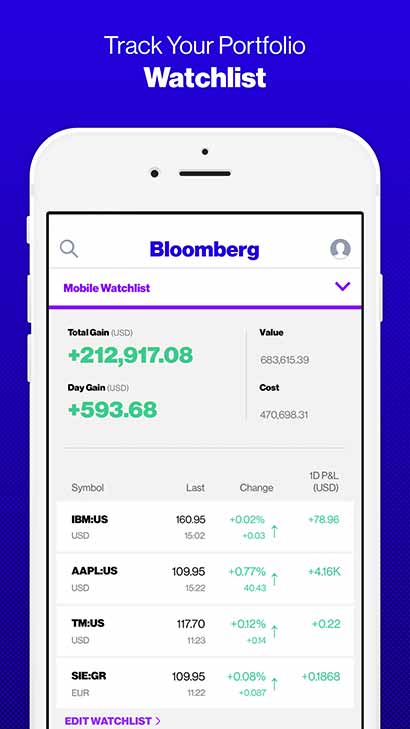 Track Your Portfolio
Watchlist
Bloomberg
Mobile Watchlist
Total Gain (USD)
+212,917.08
Value
683,615.39
Day Gain (USD)
+593.68
Cost
470,698.31
Symbol Last Change 1D P&L (USD)
IBM:US 160.95 +0.02% +78.96
USD 15:02 +0.03
AAPL:US 109.95 +0.77% +4.16K
USD 15:22 40.43
TM:US 117.70 +0.12% +0.22
USD 11:23 +0.14
SIE:GR 109.95 +0.08% +0.1868
EUR 11:22 +0.087
EDIT WATCHLIST >